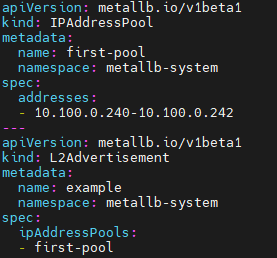 apiVersion: metallb.io/v1beta1
kind: IPAddressPool
metadata:
  name: first-pool
  namespace: metallb-system
spec:
  addresses:
  - 10.100.0.240-10.100.0.242
---
apiVersion: metallb.io/v1beta1
kind: L2Advertisement
metadata:
  name: example
  namespace: metallb-system
spec:
  ipAddressPools:
  - first-pool